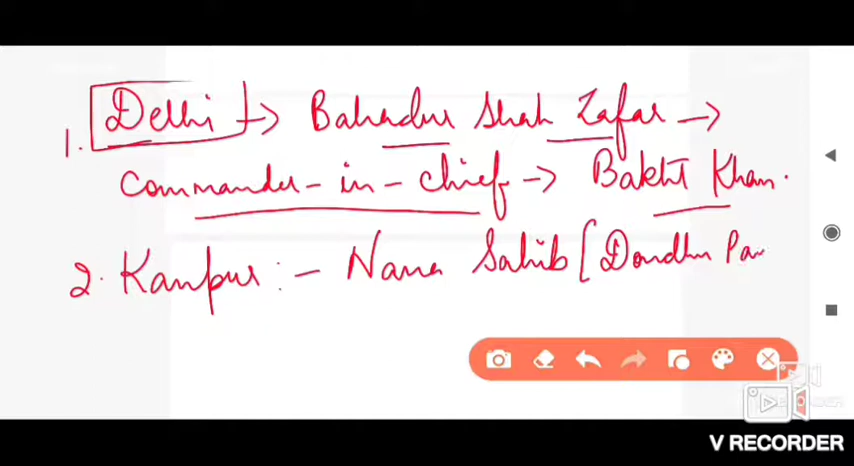 1. Delhi → Bahadur Shah Zafar →
commander-in-chief → Bakht Khan.
2. Kanpur :- Nana Sahib [Dondhu Pa
V RECORDER